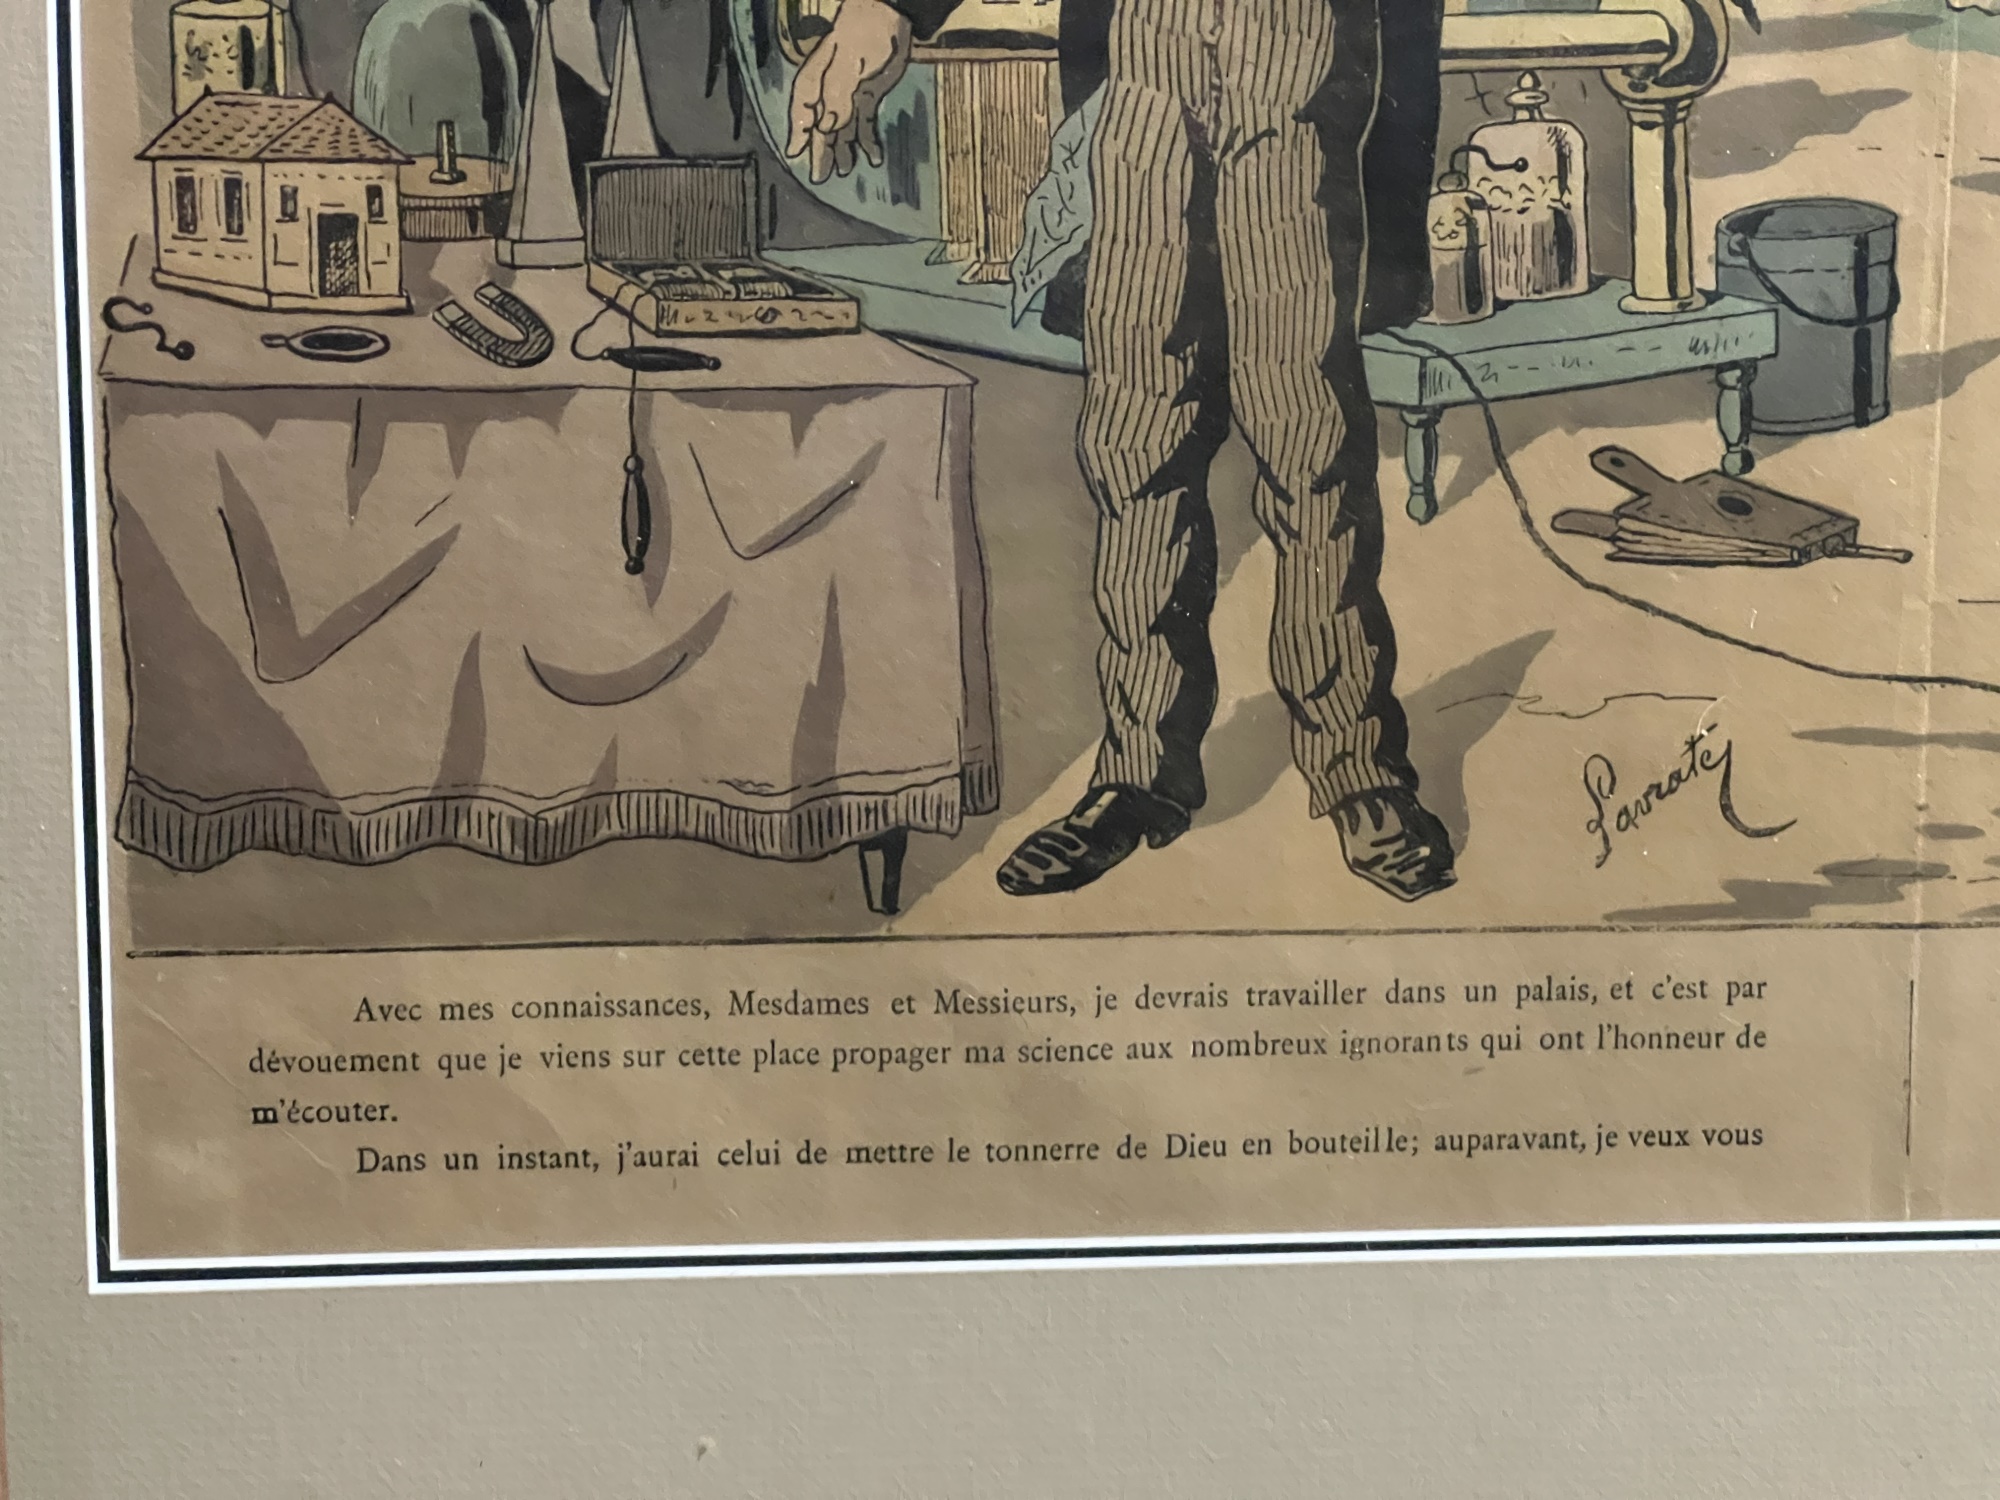 Lavraté
Avec mes connaissances, Mesdames et Messieurs, je devrais travailler dans un palais, et c'est par
dévouement que je viens sur cette place propager ma science aux nombreux ignorants qui ont l'honneur de
m'écouter.
Dans un instant, j'aurai celui de mettre le tonnerre de Dieu en bouteille; auparavant, je veux vous